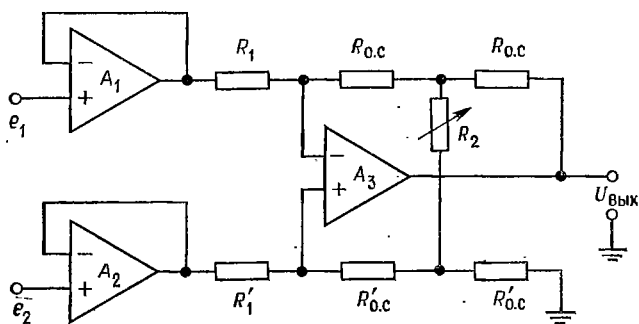 R₁ R₀.с R₀.с
− A₁ +
e₁
R₂
− A₃ +
Uвых
− A₂ +
e₂
R′₁ R′₀.с R′₀.с